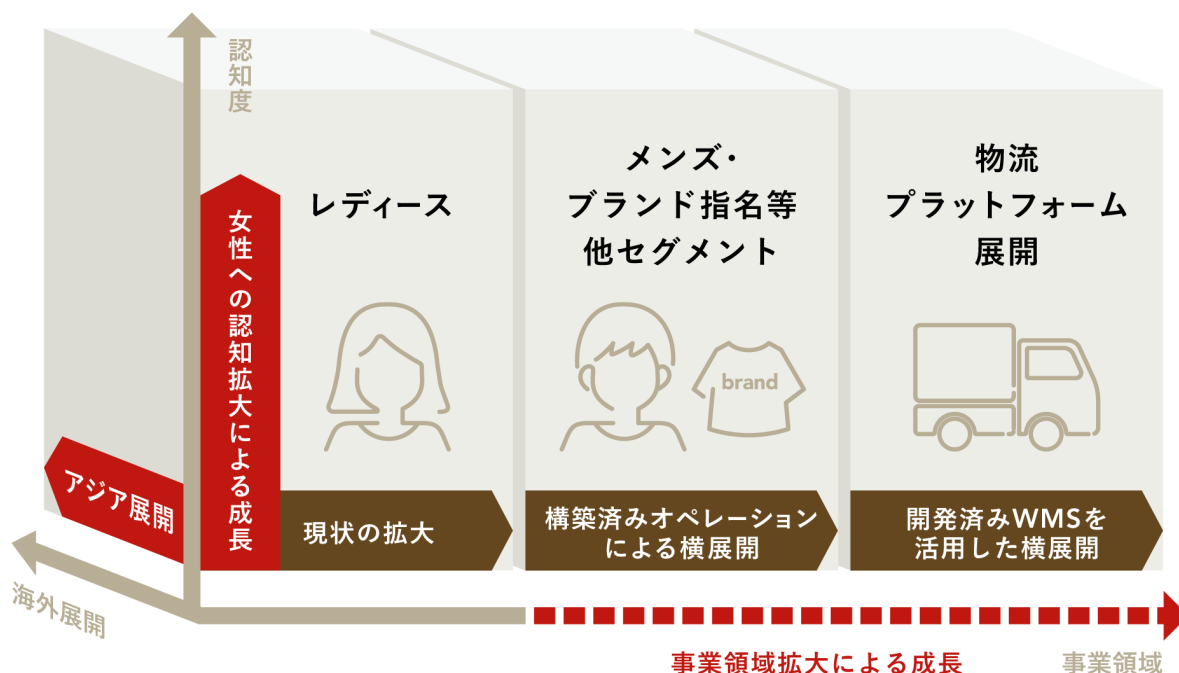 認知度
女性への認知拡大による成長
アジア展開
海外展開
レディース
現状の拡大
メンズ・
ブランド指名等
他セグメント
brand
構築済みオペレーション
による横展開
物流
プラットフォーム
展開
開発済みWMSを
活用した横展開
事業領域拡大による成長
事業領域